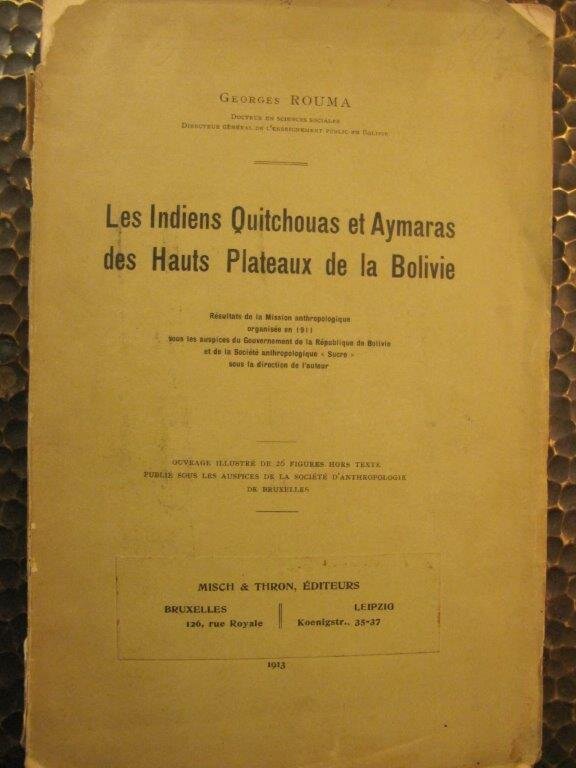 Georges ROUMA
Docteur en sciences sociales
Directeur général de l'enseignement public en Bolivie
Les Indiens Quitchouas et Aymaras
des Hauts Plateaux de la Bolivie
Résultats de la Mission anthropologique
organisée en 1911
sous les auspices du Gouvernement de la République de Bolivie
et de la Société anthropologique « Sucre »
sous la direction de l'auteur
OUVRAGE ILLUSTRÉ DE 26 FIGURES HORS TEXTE
PUBLIÉ SOUS LES AUSPICES DE LA SOCIÉTÉ D'ANTHROPOLOGIE
DE BRUXELLES
MISCH & THRON, ÉDITEURS
BRUXELLES
126, rue Royale
LEIPZIG
Koenigstr., 35-37
1913